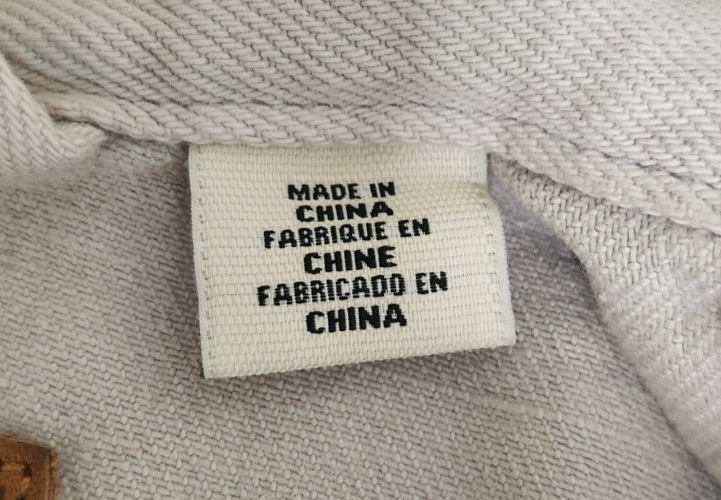 MADE IN
CHINA
FABRIQUE EN
CHINE
FABRICADO EN
CHINA